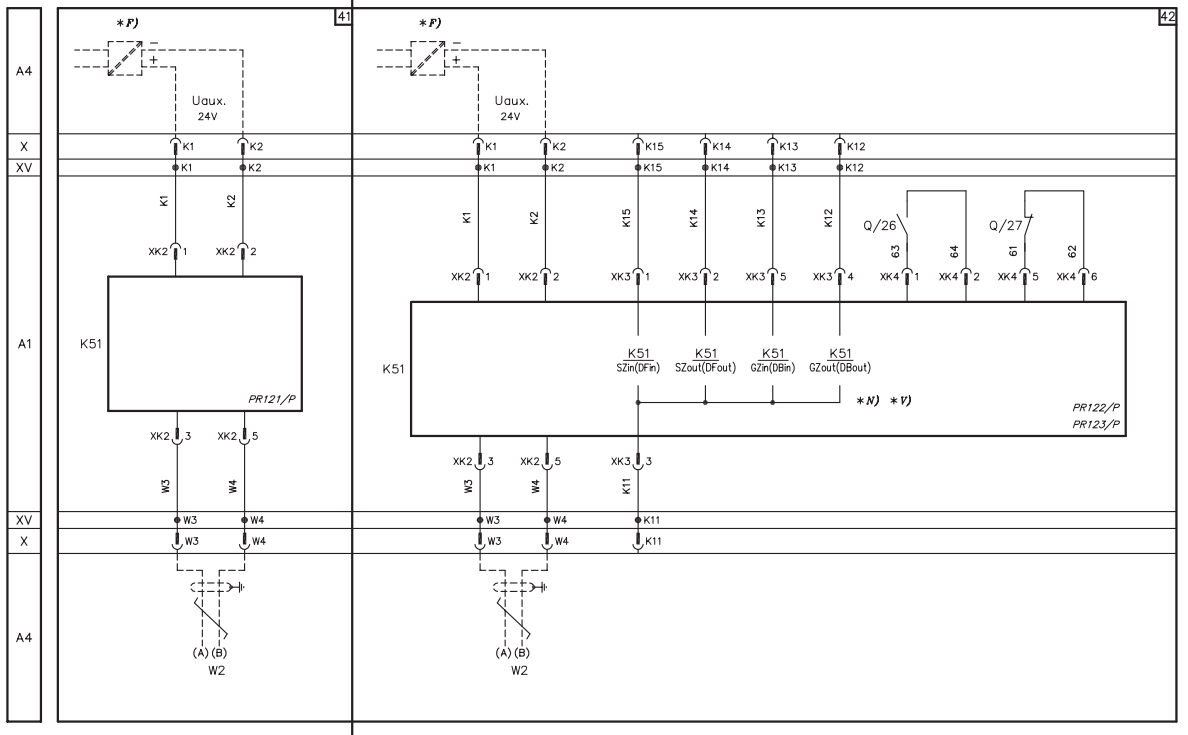 41 42
*F) *F)
− −
A4 + +
Uaux. Uaux.
24V 24V
X K1 K2 K1 K2 K15 K14 K13 K12
XV K1 K2 K1 K2 K15 K14 K13 K12
K1 K2 K1 K2 K15 K14 K13 K12 Q/26 Q/27
63 64 61 62
XK2 1 2
XK2 1 XK2 2 XK3 1 XK3 2 XK3 5 XK3 4 XK4 1 XK4 2 XK4 5 XK4 6
A1 K51 K51 K51 K51 K51 K51
SZin(DFin) SZout(DFout) GZin(DBin) GZout(DBout)
PR121/P *N) *V) PR122/P
PR123/P
XK2 3 XK2 5
XK2 3 XK2 5 XK3 3
W3 W4 W3 W4 K11
XV W3 W4 W3 W4 K11
X W3 W4 W3 W4 K11
A4
(A) (B) (A) (B)
W2 W2